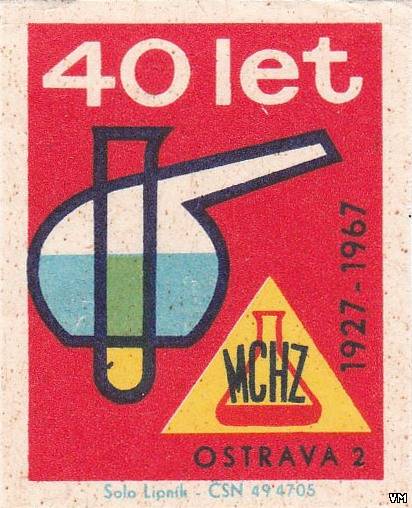 40 let
1927-1967
MCHZ
OSTRAVA 2
Solo Lipník - ČSN 49 4705
VM